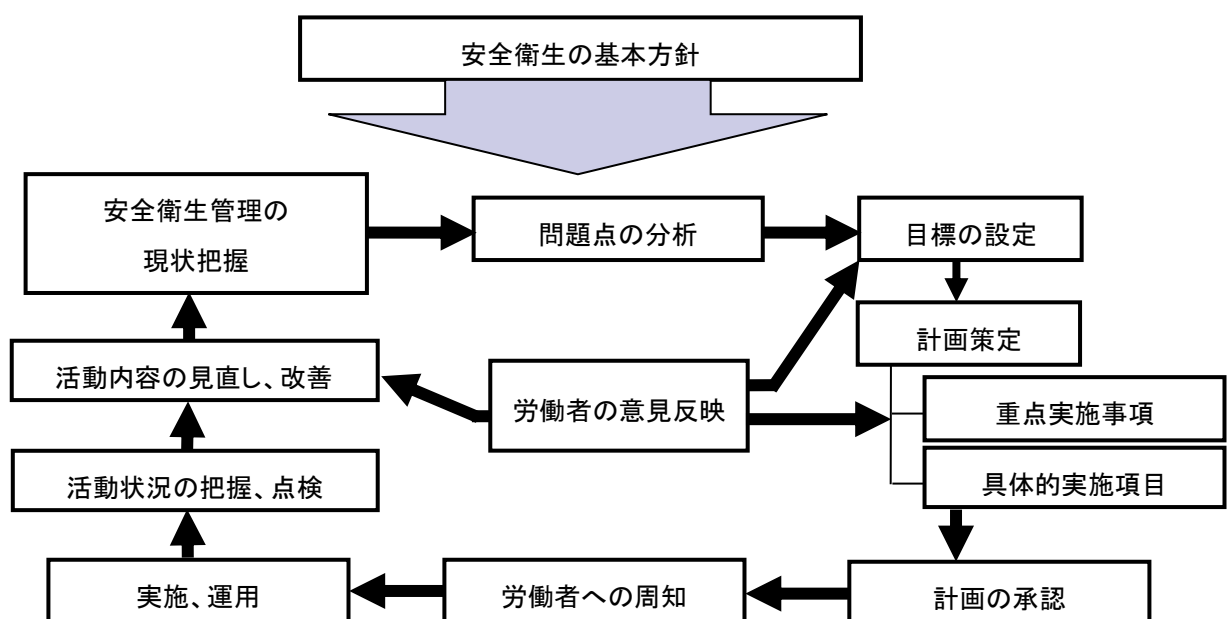 安全衛生の基本方針
安全衛生管理の
現状把握
問題点の分析
目標の設定
計画策定
活動内容の見直し、改善
労働者の意見反映
重点実施事項
活動状況の把握、点検
具体的実施項目
実施、運用
労働者への周知
計画の承認